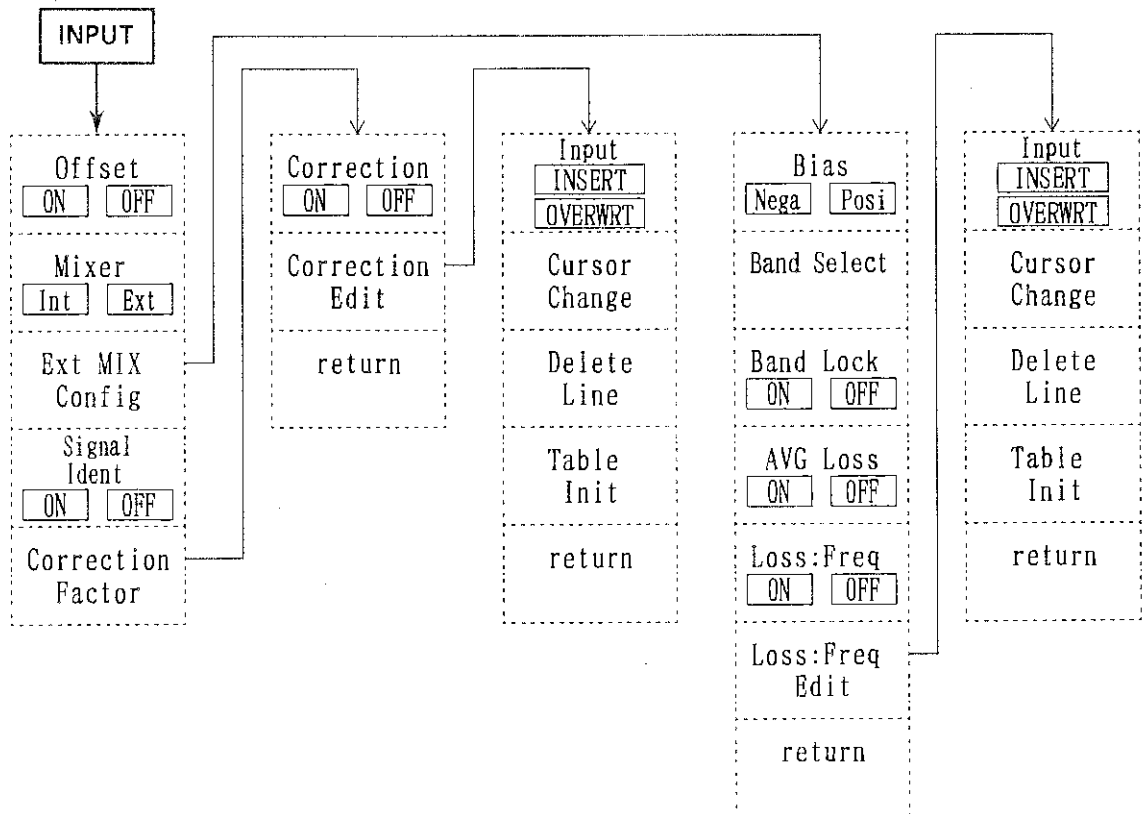 INPUT
Offset
ON OFF
Mixer
Int Ext
Ext MIX
Config
Signal
Ident
ON OFF
Correction
Factor
Correction
ON OFF
Correction
Edit
return
Input
INSERT
OVERWRT
Cursor
Change
Delete
Line
Table
Init
return
Bias
Nega Posi
Band Select
Band Lock
ON OFF
AVG Loss
ON OFF
Loss:Freq
ON OFF
Loss:Freq
Edit
return
Input
INSERT
OVERWRT
Cursor
Change
Delete
Line
Table
Init
return